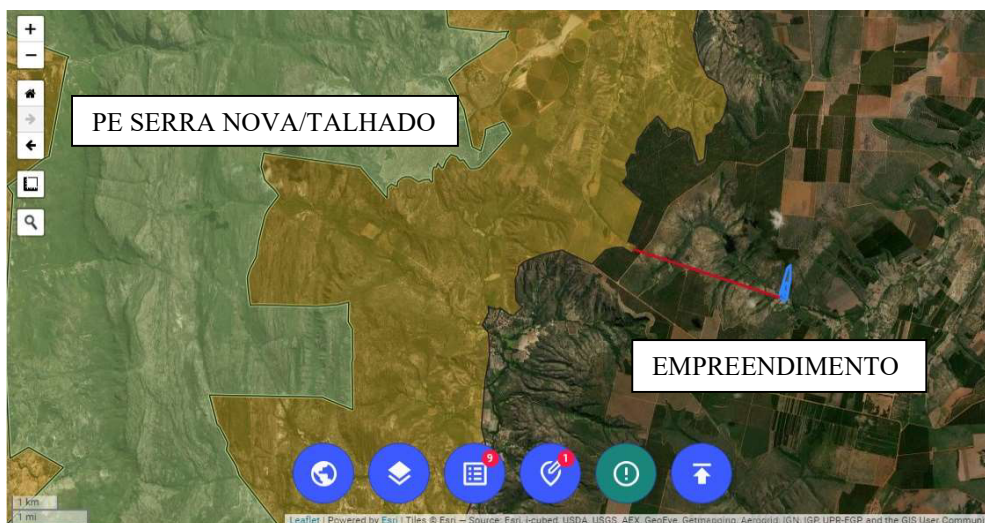 +
−
PE SERRA NOVA/TALHADO
EMPREENDIMENTO
9
1
1 km
1 mi
Leaflet | Powered by Esri | Tiles © Esri — Source: Esri, i-cubed, USDA, USGS, AEX, GeoEye, Getmapping, Aerogrid, IGN, IGP, UPR-EGP, and the GIS User Communi